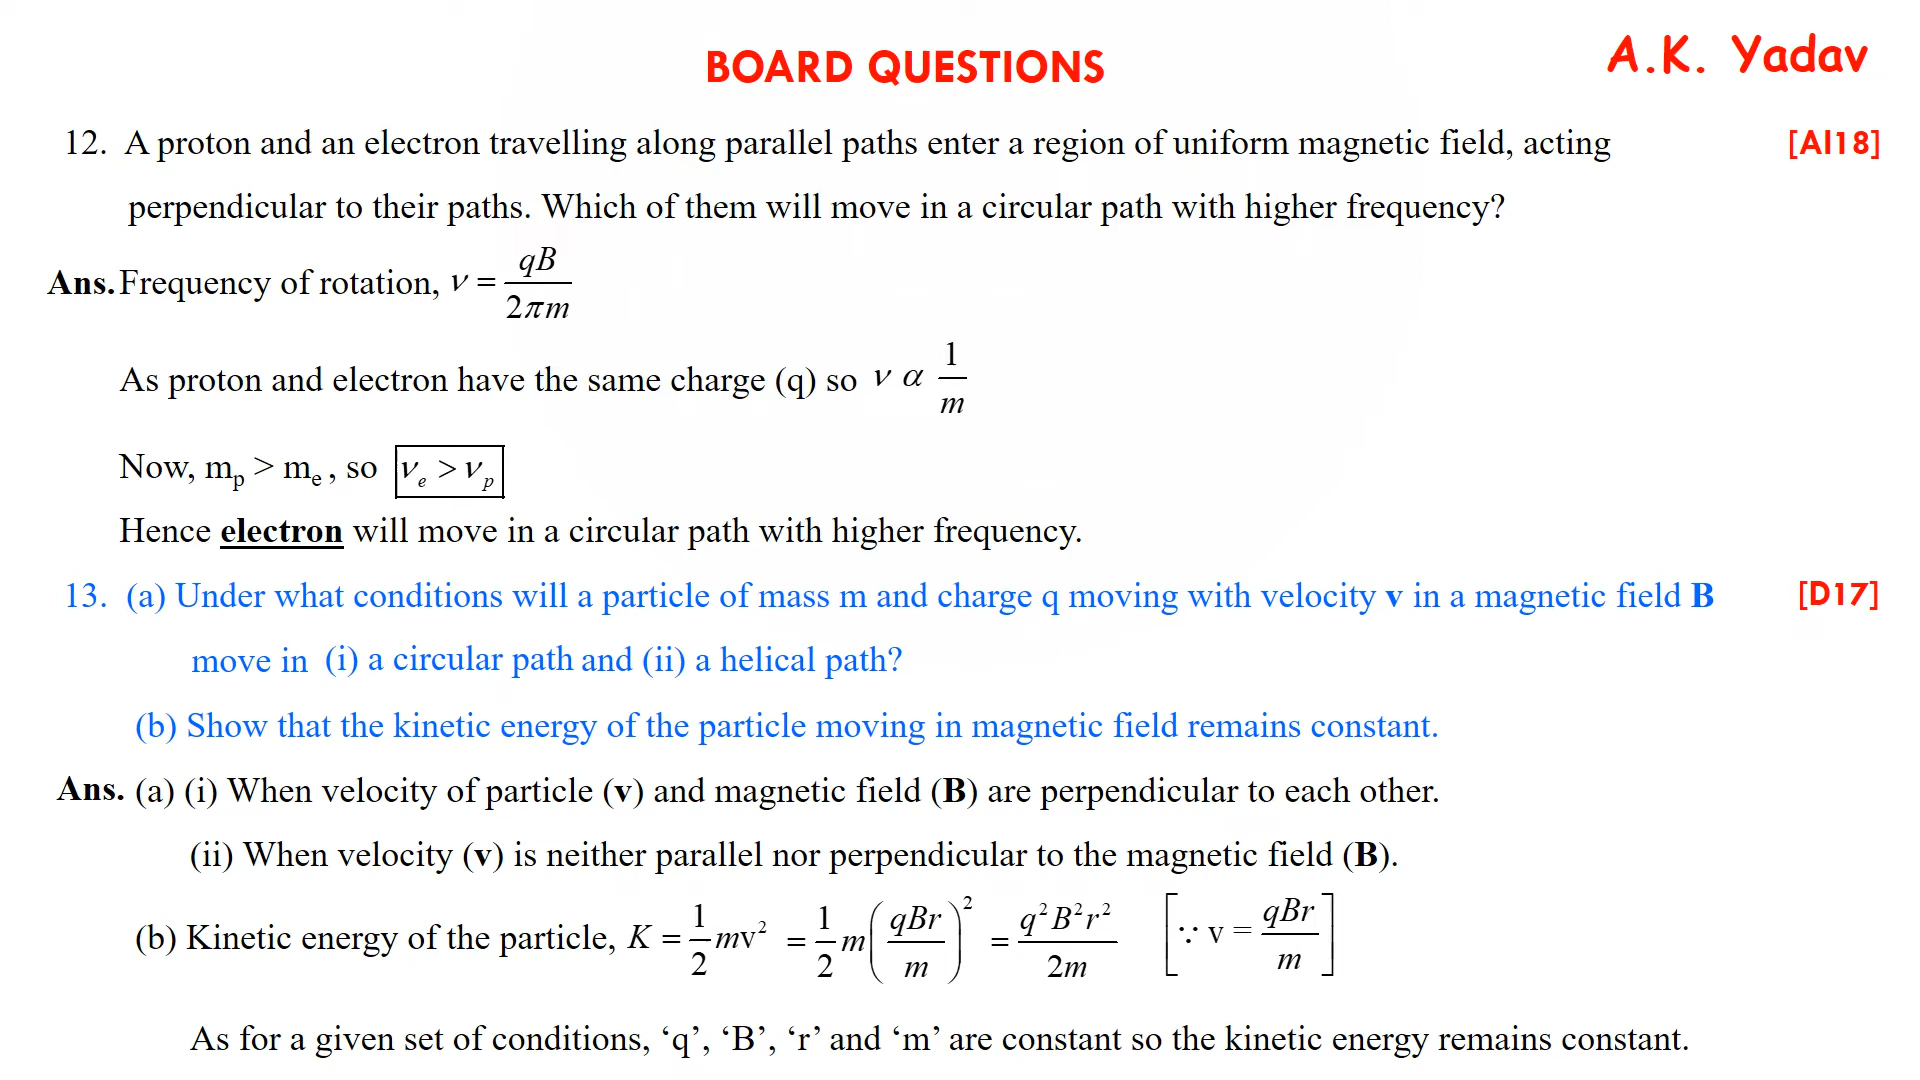 BOARD QUESTIONS
A.K. Yadav
12. A proton and an electron travelling along parallel paths enter a region of uniform magnetic field, acting [AI18]
perpendicular to their paths. Which of them will move in a circular path with higher frequency?
Ans. Frequency of rotation, ν = qB / 2πm
As proton and electron have the same charge (q) so ν α 1/m
Now, mₚ > mₑ , so νₑ > νₚ
Hence electron will move in a circular path with higher frequency.
13. (a) Under what conditions will a particle of mass m and charge q moving with velocity v in a magnetic field B [D17]
move in (i) a circular path and (ii) a helical path?
(b) Show that the kinetic energy of the particle moving in magnetic field remains constant.
Ans. (a) (i) When velocity of particle (v) and magnetic field (B) are perpendicular to each other.
(ii) When velocity (v) is neither parallel nor perpendicular to the magnetic field (B).
(b) Kinetic energy of the particle, K = 1/2 mv² = 1/2 m(qBr/m)² = q²B²r²/2m [∵ v = qBr/m]
As for a given set of conditions, ‘q’, ‘B’, ‘r’ and ‘m’ are constant so the kinetic energy remains constant.